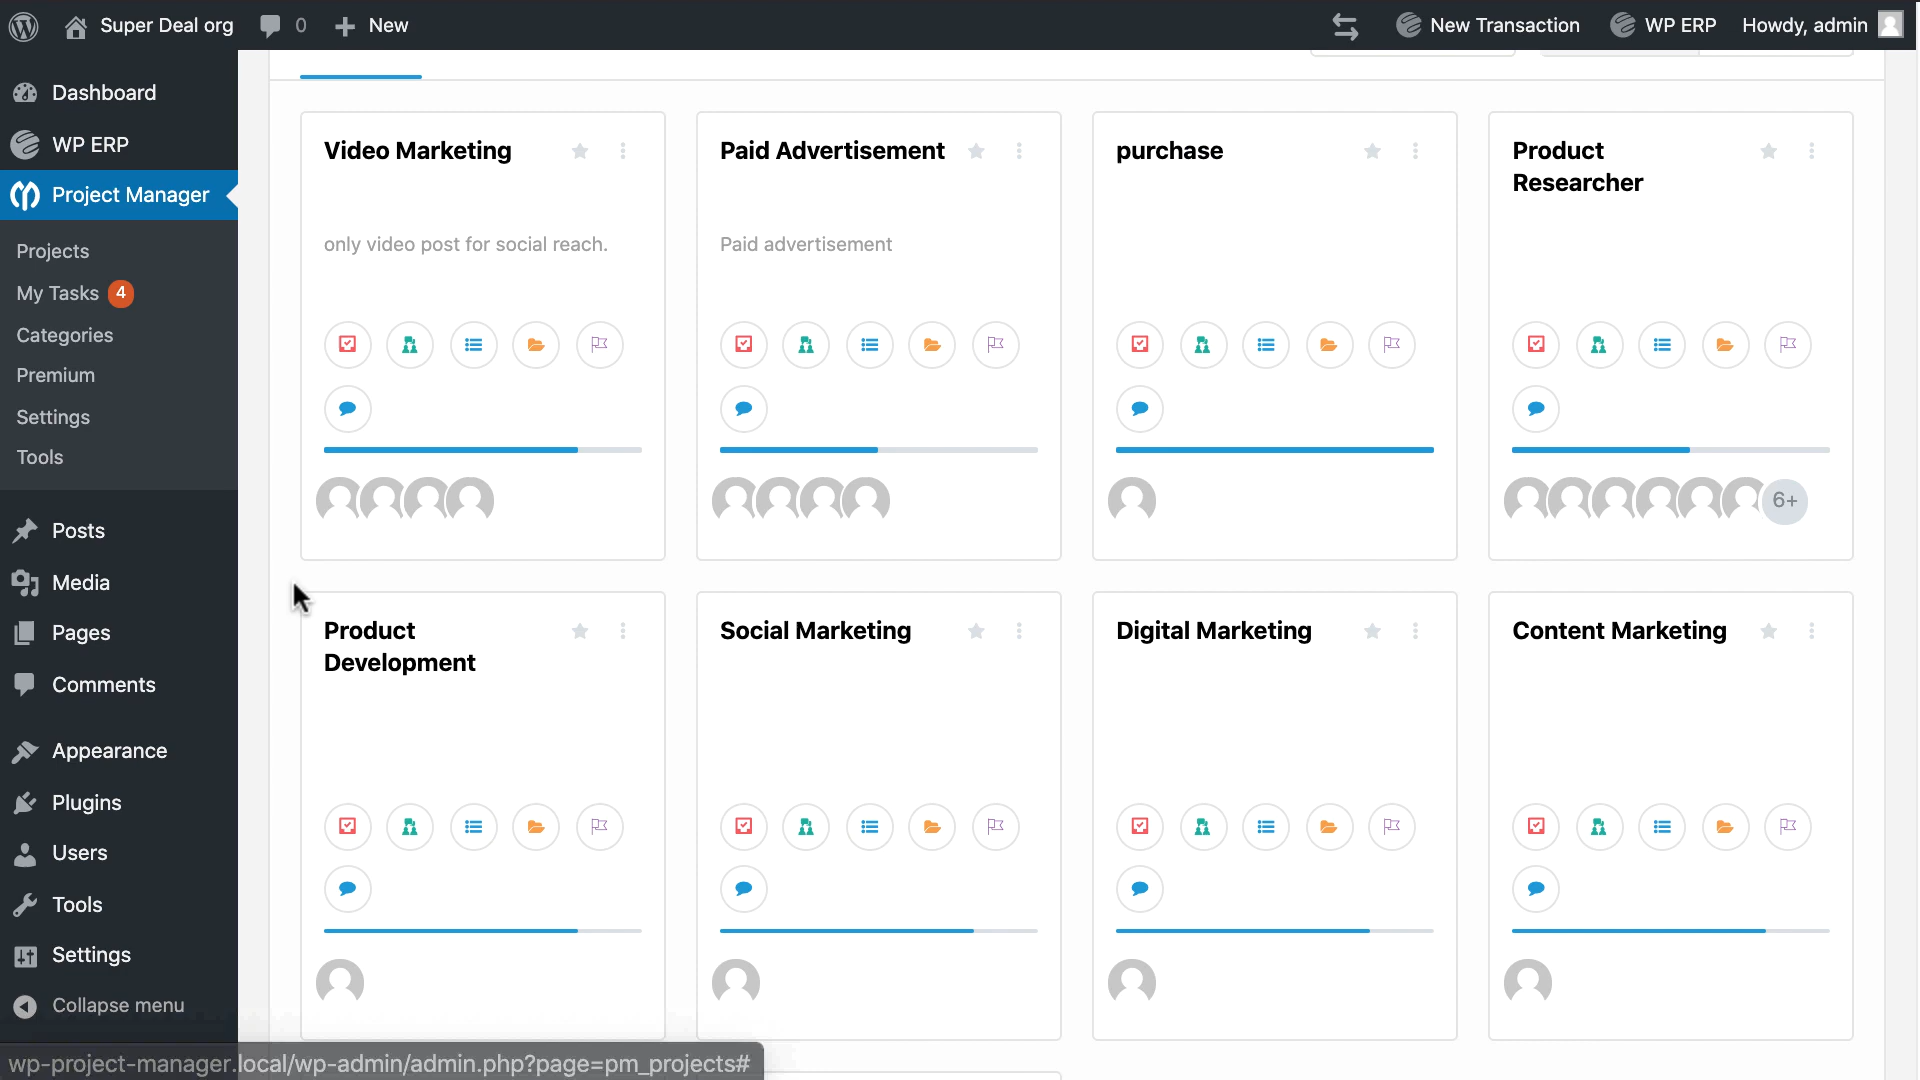 Super Deal org
0
New
New Transaction
WP ERP
Howdy, admin
Dashboard
WP ERP
Project Manager
Projects
My Tasks 4
Categories
Premium
Settings
Tools
Posts
Media
Pages
Comments
Appearance
Plugins
Users
Tools
Settings
Collapse menu
Video Marketing
only video post for social reach.
Paid Advertisement
Paid advertisement
purchase
Product
Researcher
6+
Product
Development
Social Marketing
Digital Marketing
Content Marketing
wp-project-manager.local/wp-admin/admin.php?page=pm_projects#